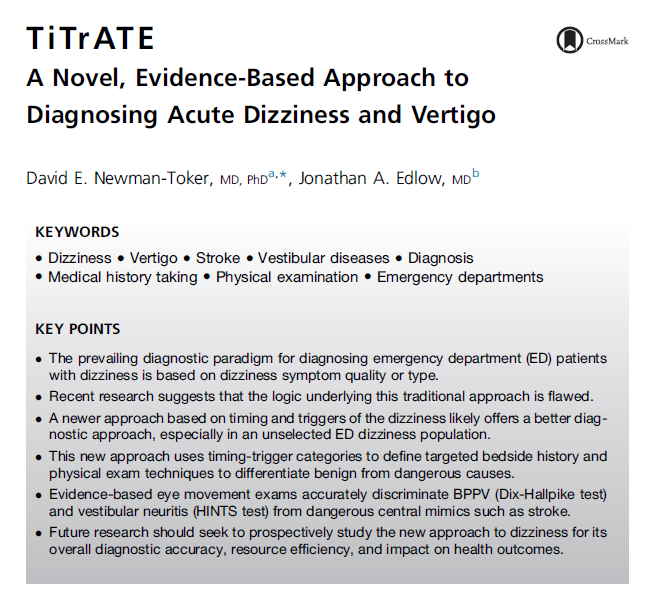 TiTrATE
CrossMark
A Novel, Evidence-Based Approach to
Diagnosing Acute Dizziness and Vertigo
David E. Newman-Toker, MD, PhDa,*, Jonathan A. Edlow, MDb
KEYWORDS
• Dizziness • Vertigo • Stroke • Vestibular diseases • Diagnosis
• Medical history taking • Physical examination • Emergency departments
KEY POINTS
• The prevailing diagnostic paradigm for diagnosing emergency department (ED) patients
with dizziness is based on dizziness symptom quality or type.
• Recent research suggests that the logic underlying this traditional approach is flawed.
• A newer approach based on timing and triggers of the dizziness likely offers a better diag-
nostic approach, especially in an unselected ED dizziness population.
• This new approach uses timing-trigger categories to define targeted bedside history and
physical exam techniques to differentiate benign from dangerous causes.
• Evidence-based eye movement exams accurately discriminate BPPV (Dix-Hallpike test)
and vestibular neuritis (HINTS test) from dangerous central mimics such as stroke.
• Future research should seek to prospectively study the new approach to dizziness for its
overall diagnostic accuracy, resource efficiency, and impact on health outcomes.